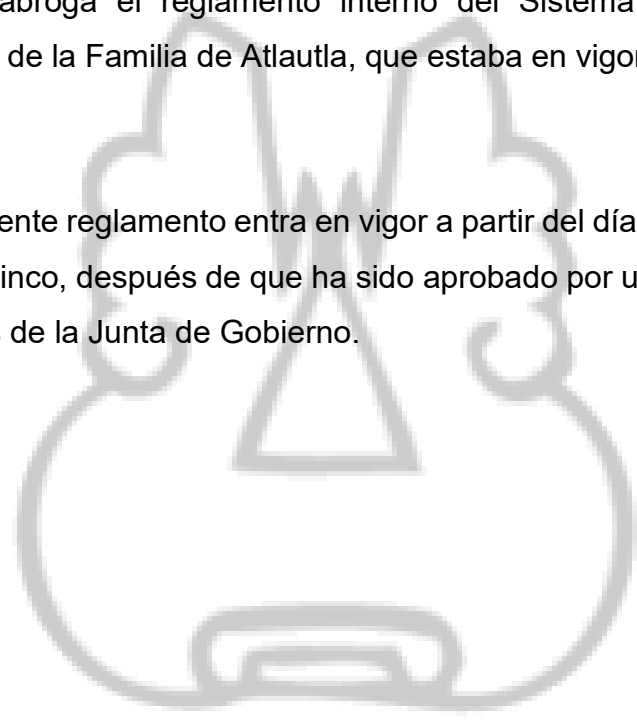 abroga el reglamento interno del Sistema
de la Familia de Atlautla, que estaba en vigor
ente reglamento entra en vigor a partir del día
inco, después de que ha sido aprobado por u
de la Junta de Gobierno.